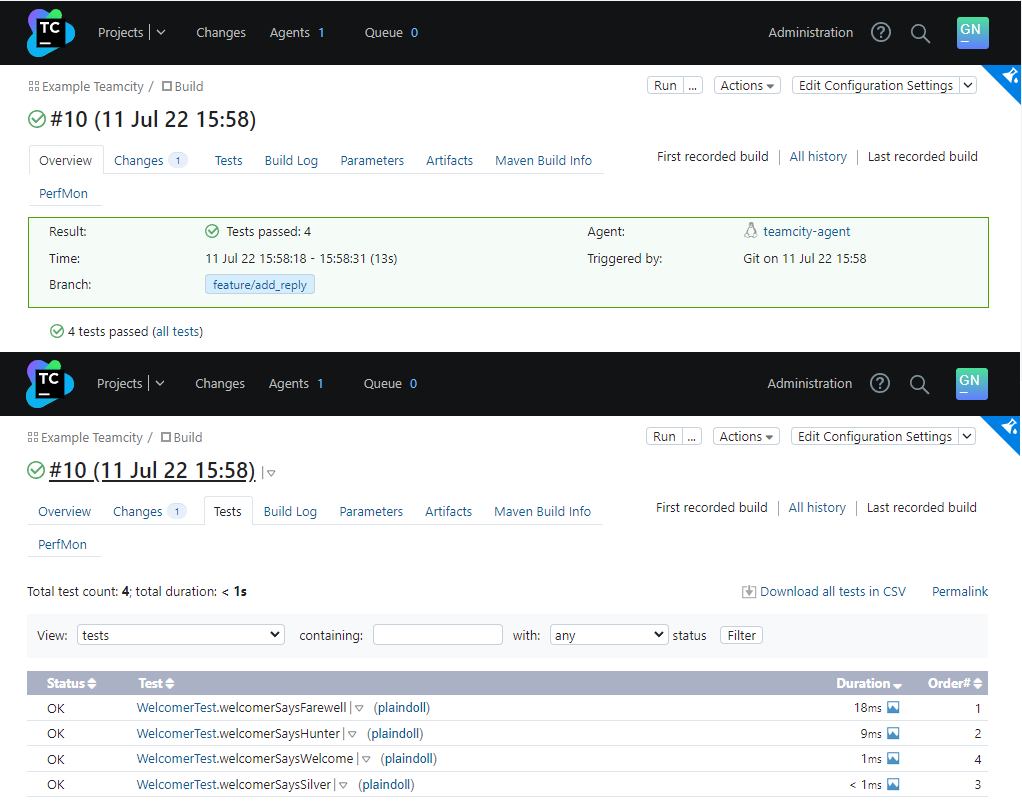 TC Projects Changes Agents 1 Queue 0 Administration ? GN
Example Teamcity / Build Run ... Actions Edit Configuration Settings
#10 (11 Jul 22 15:58)
Overview Changes 1 Tests Build Log Parameters Artifacts Maven Build Info First recorded build All history Last recorded build
PerfMon
Result: Tests passed: 4 Agent: teamcity-agent
Time: 11 Jul 22 15:58:18 - 15:58:31 (13s) Triggered by: Git on 11 Jul 22 15:58
Branch: feature/add_reply
4 tests passed (all tests)
TC Projects Changes Agents 1 Queue 0 Administration ? GN
Example Teamcity / Build Run ... Actions Edit Configuration Settings
#10 (11 Jul 22 15:58)
Overview Changes 1 Tests Build Log Parameters Artifacts Maven Build Info First recorded build All history Last recorded build
PerfMon
Total test count: 4; total duration: < 1s Download all tests in CSV Permalink
View: tests containing: with: any status Filter
Status Test Duration Order#
OK WelcomerTest.welcomerSaysFarewell (plaindoll) 18ms 1
OK WelcomerTest.welcomerSaysHunter (plaindoll) 9ms 2
OK WelcomerTest.welcomerSaysWelcome (plaindoll) 1ms 4
OK WelcomerTest.welcomerSaysSilver (plaindoll) < 1ms 3